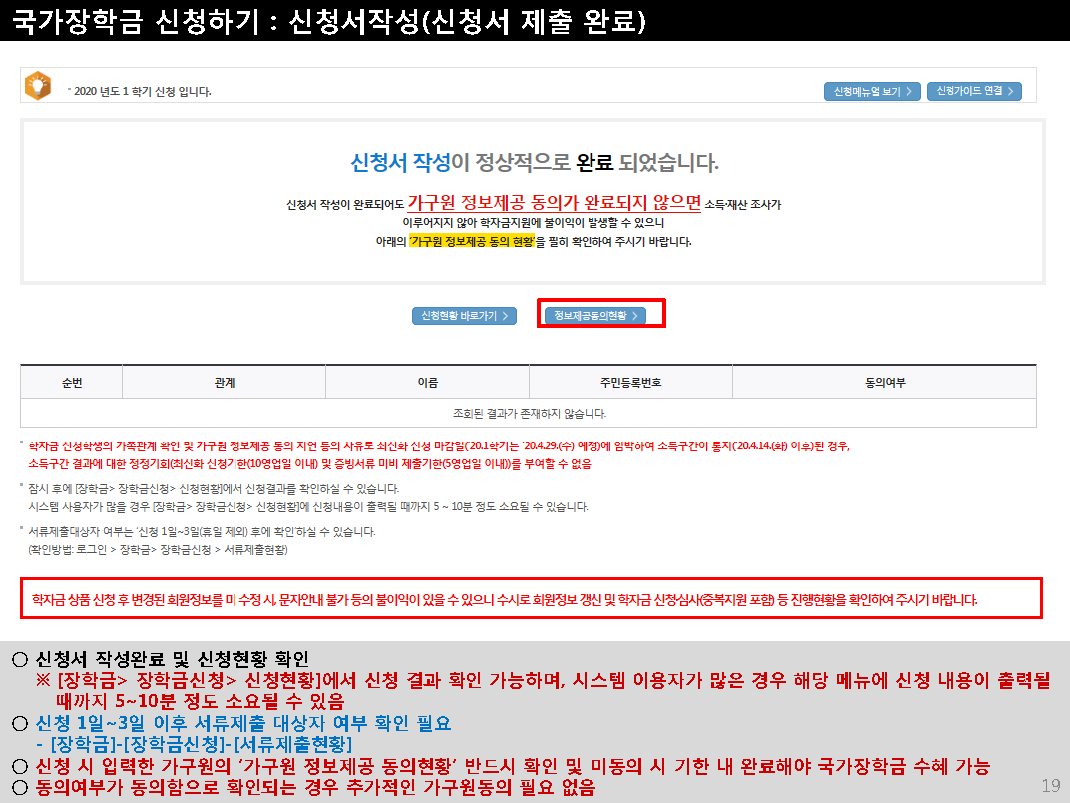 국가장학금 신청하기 : 신청서작성(신청서 제출 완료)
* 2020 년도 1 학기 신청 입니다.
신청메뉴얼 보기 >
신청가이드 연결 >
신청서 작성이 정상적으로 완료 되었습니다.
신청서 작성이 완료되어도 가구원 정보제공 동의가 완료되지 않으면 소득·재산 조사가
이루어지지 않아 학자금지원에 불이익이 발생할 수 있으니
아래의 '가구원 정보제공 동의 현황'을 필히 확인하여 주시기 바랍니다.
신청현황 바로가기 >
정보제공동의현황 >
순번 관계 이름 주민등록번호 동의여부
조회된 결과가 존재하지 않습니다.
* 학자금 신청학생의 가족관계 확인 및 가구원 정보제공 동의 지연 등의 사유로 최신화 신청 마감일('20.1학기는 '20.4.29.(수) 예정)에 임박하여 소득구간이 통지('20.4.14.(화) 이후)된 경우,
소득구간 결과에 대한 정정기회(최신화 신청기한(10영업일 이내) 및 증빙서류 미비 제출기한(5영업일 이내))를 부여할 수 없음
* 잠시 후에 [장학금> 장학금신청> 신청현황]에서 신청결과를 확인하실 수 있습니다.
시스템 사용자가 많을 경우 [장학금> 장학금신청> 신청현황]에 신청내용이 출력될 때까지 5 ~ 10분 정도 소요될 수 있습니다.
* 서류제출대상자 여부는 '신청 1일~3일(휴일 제외) 후에 확인'하실 수 있습니다.
(확인방법: 로그인 > 장학금> 장학금신청 > 서류제출현황)
학자금 상품 신청 후 변경된 회원정보를 미 수정 시, 문자안내 불가 등의 불이익이 있을 수 있으니 수시로 회원정보 갱신 및 학자금 신청심사(중복지원 포함) 등 진행현황을 확인하여 주시기 바랍니다.
○ 신청서 작성완료 및 신청현황 확인
※ [장학금> 장학금신청> 신청현황]에서 신청 결과 확인 가능하며, 시스템 이용자가 많은 경우 해당 메뉴에 신청 내용이 출력될
때까지 5~10분 정도 소요될 수 있음
○ 신청 1일~3일 이후 서류제출 대상자 여부 확인 필요
- [장학금]-[장학금신청]-[서류제출현황]
○ 신청 시 입력한 가구원의 '가구원 정보제공 동의현황' 반드시 확인 및 미동의 시 기한 내 완료해야 국가장학금 수혜 가능
○ 동의여부가 동의함으로 확인되는 경우 추가적인 가구원동의 필요 없음
19